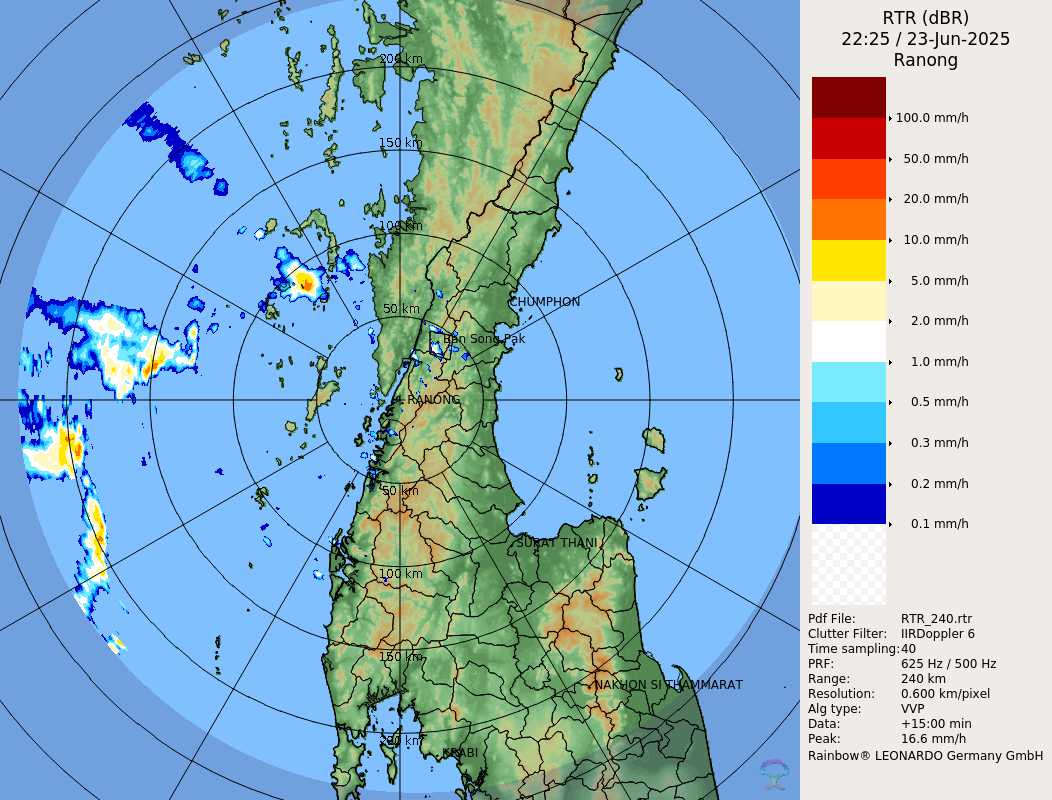 RTR (dBR)
22:25 / 23-Jun-2025
Ranong
100.0 mm/h
50.0 mm/h
20.0 mm/h
10.0 mm/h
5.0 mm/h
2.0 mm/h
1.0 mm/h
0.5 mm/h
0.3 mm/h
0.2 mm/h
0.1 mm/h
Pdf File: RTR_240.rtr
Clutter Filter: IIRDoppler 6
Time sampling:40
PRF: 625 Hz / 500 Hz
Range: 240 km
Resolution: 0.600 km/pixel
Alg type: VVP
Data: +15:00 min
Peak: 16.6 mm/h
Rainbow® LEONARDO Germany GmbH
200 km
150 km
100 km
50 km
CHUMPHON
Ban Song Pak
RANONG
50 km
SURAT THANI
100 km
150 km
NAKHON SI THAMMARAT
200 km
KRABI